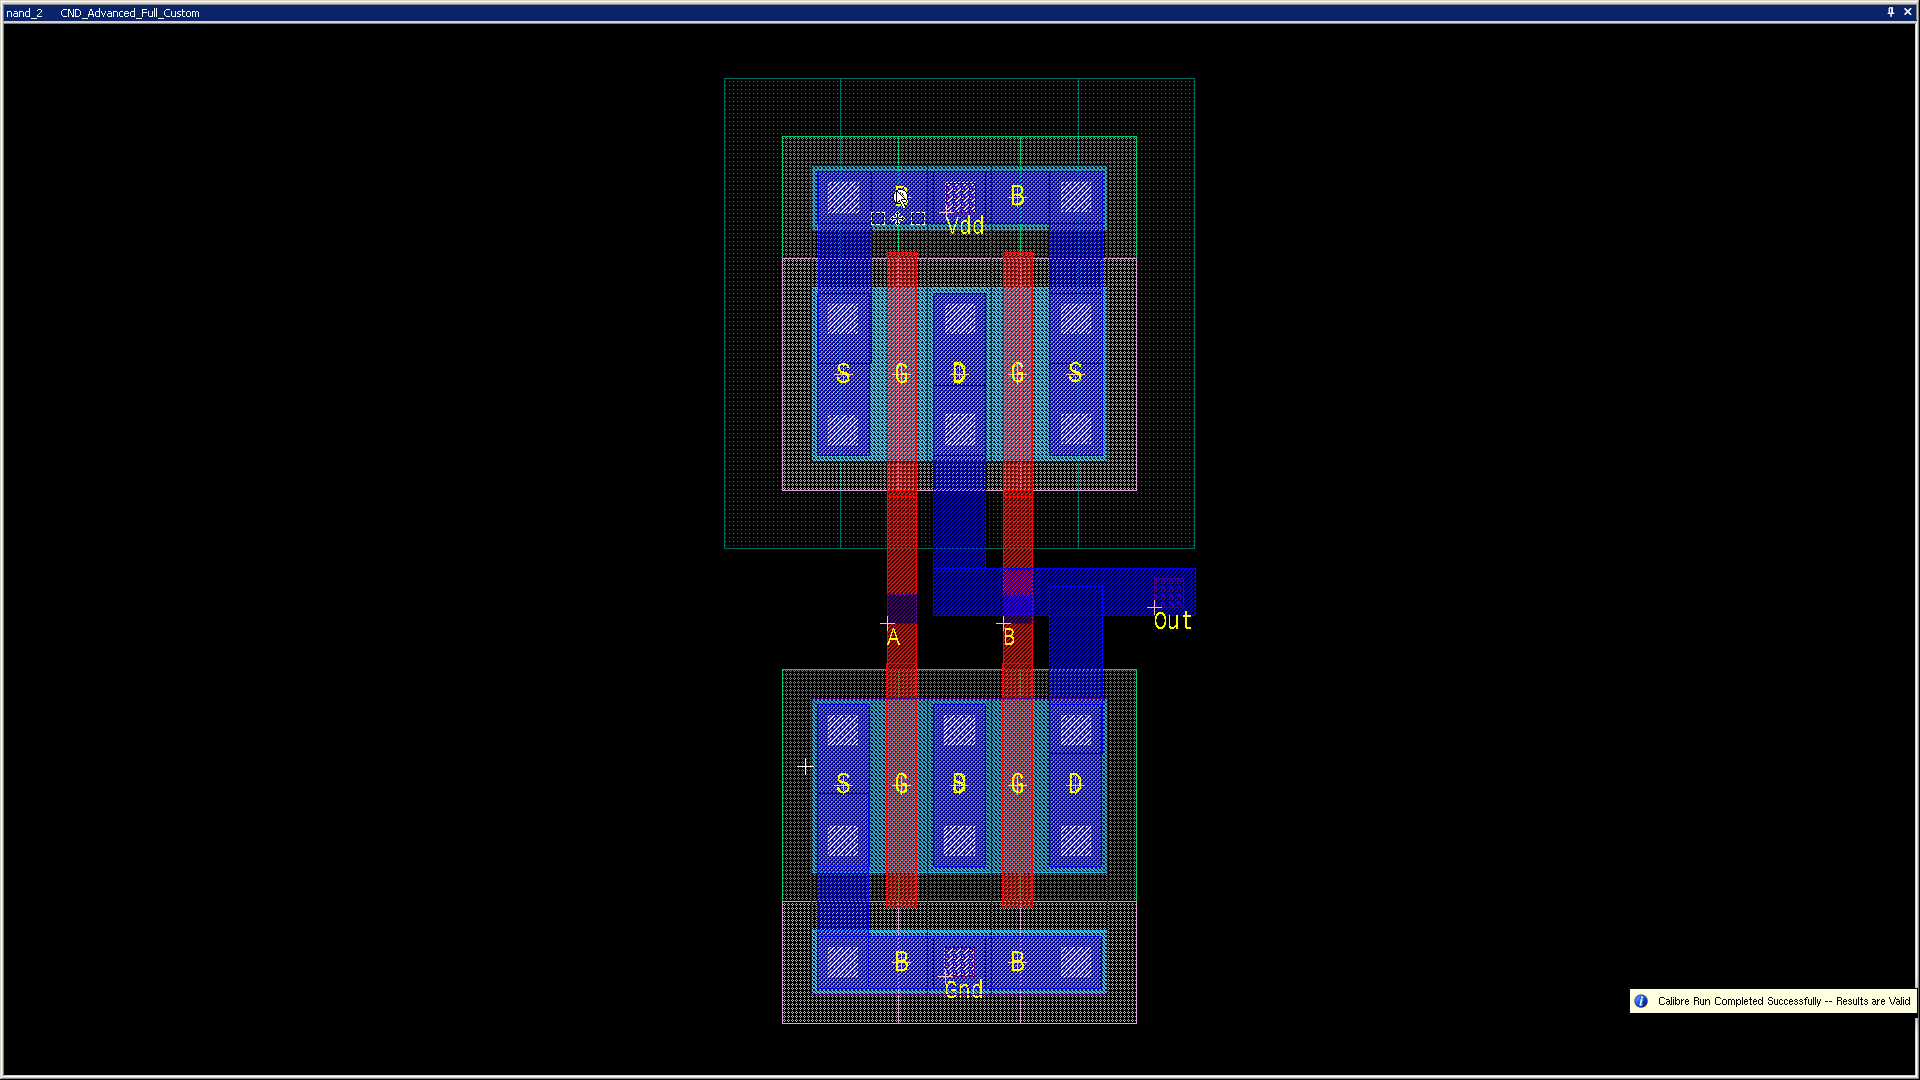 nand_2 CND_Advanced_Full_Custom
B
Vdd
S G D G S
Out
A B
S G G D
B B
Gnd
Calibre Run Completed Successfully -- Results are Valid